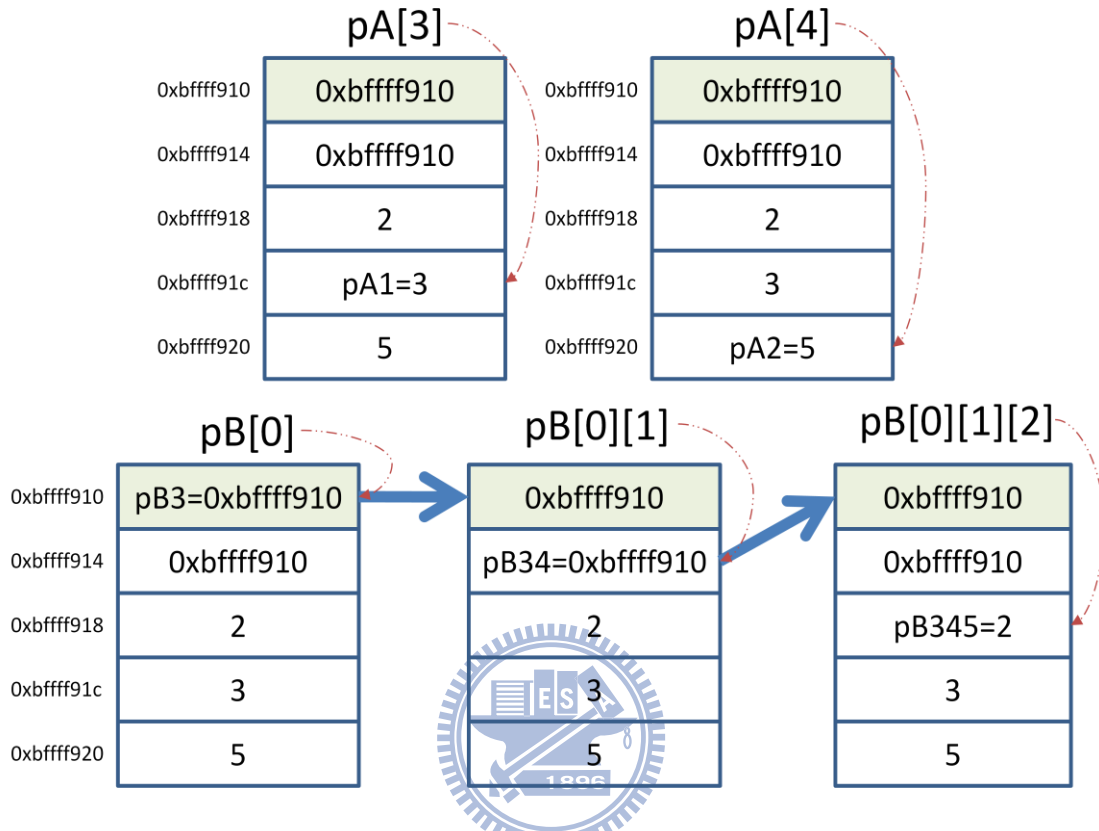 pA[3]
0xbffff910 0xbffff910
0xbffff914 0xbffff910
0xbffff918 2
0xbffff91c pA1=3
0xbffff920 5
pA[4]
0xbffff910 0xbffff910
0xbffff914 0xbffff910
0xbffff918 2
0xbffff91c 3
0xbffff920 pA2=5
pB[0]
0xbffff910 pB3=0xbffff910
0xbffff914 0xbffff910
0xbffff918 2
0xbffff91c 3
0xbffff920 5
pB[0][1]
0xbffff910
pB34=0xbffff910
2
3
5
pB[0][1][2]
0xbffff910
0xbffff910
pB345=2
3
5
E S A
1896